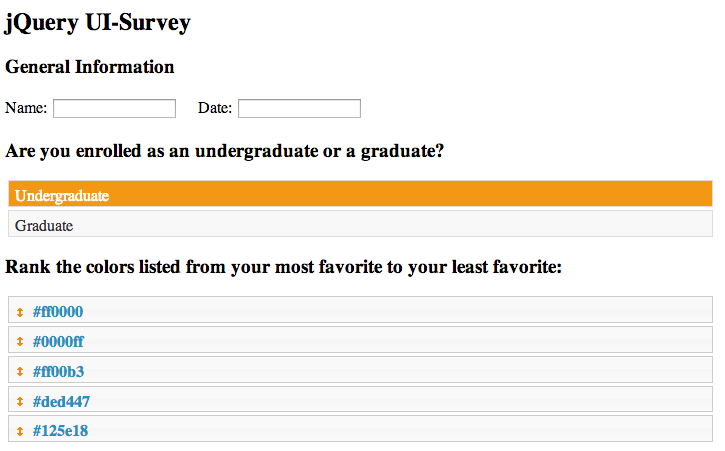 jQuery UI-Survey
General Information
Name: Date:
Are you enrolled as an undergraduate or a graduate?
Undergraduate
Graduate
Rank the colors listed from your most favorite to your least favorite:
#ff0000
#0000ff
#ff00b3
#ded447
#125e18